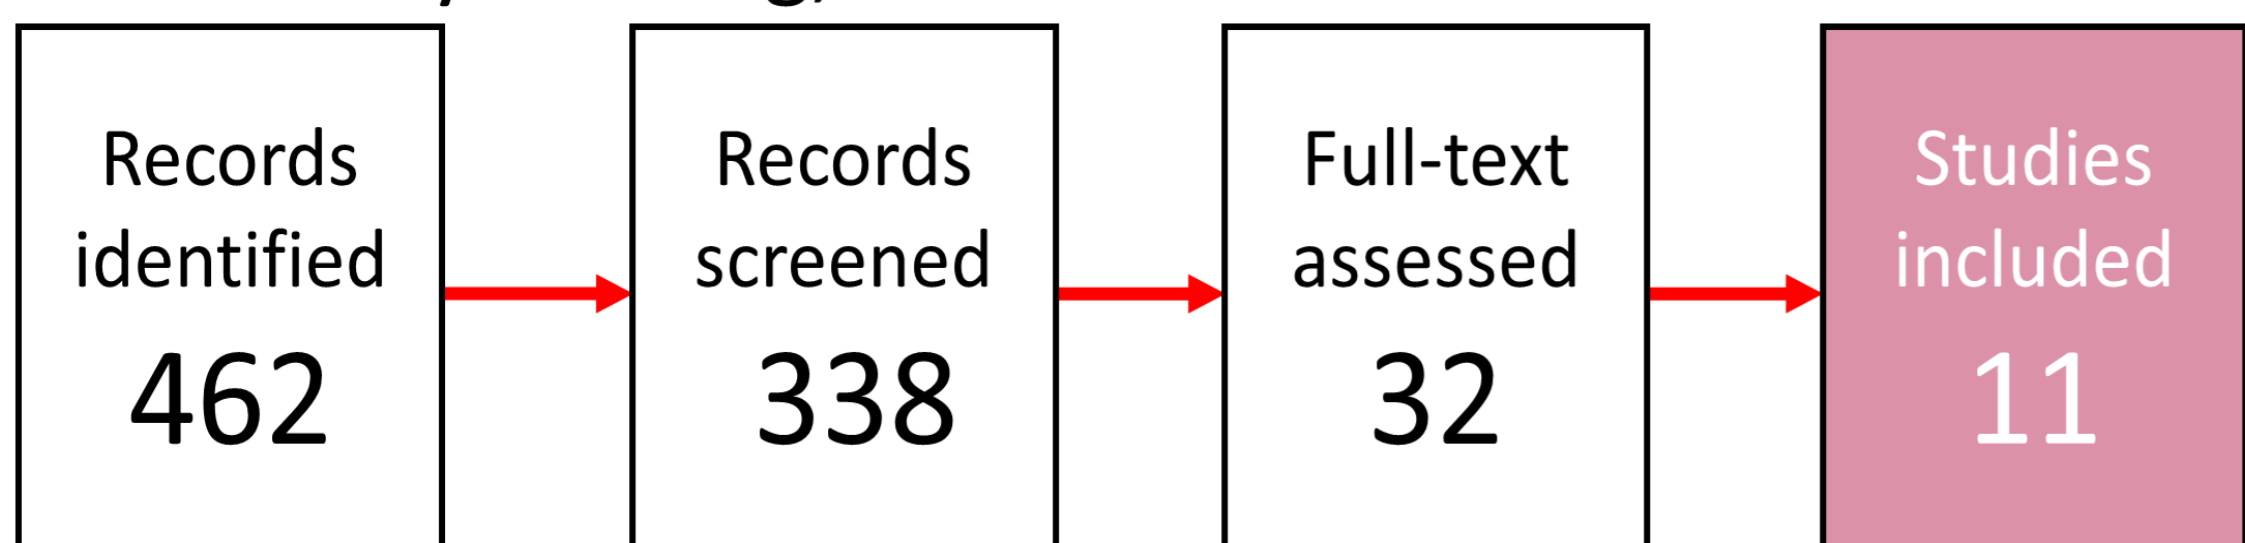 Records
identified
462
Records
screened
338
Full-text
assessed
32
Studies
included
11